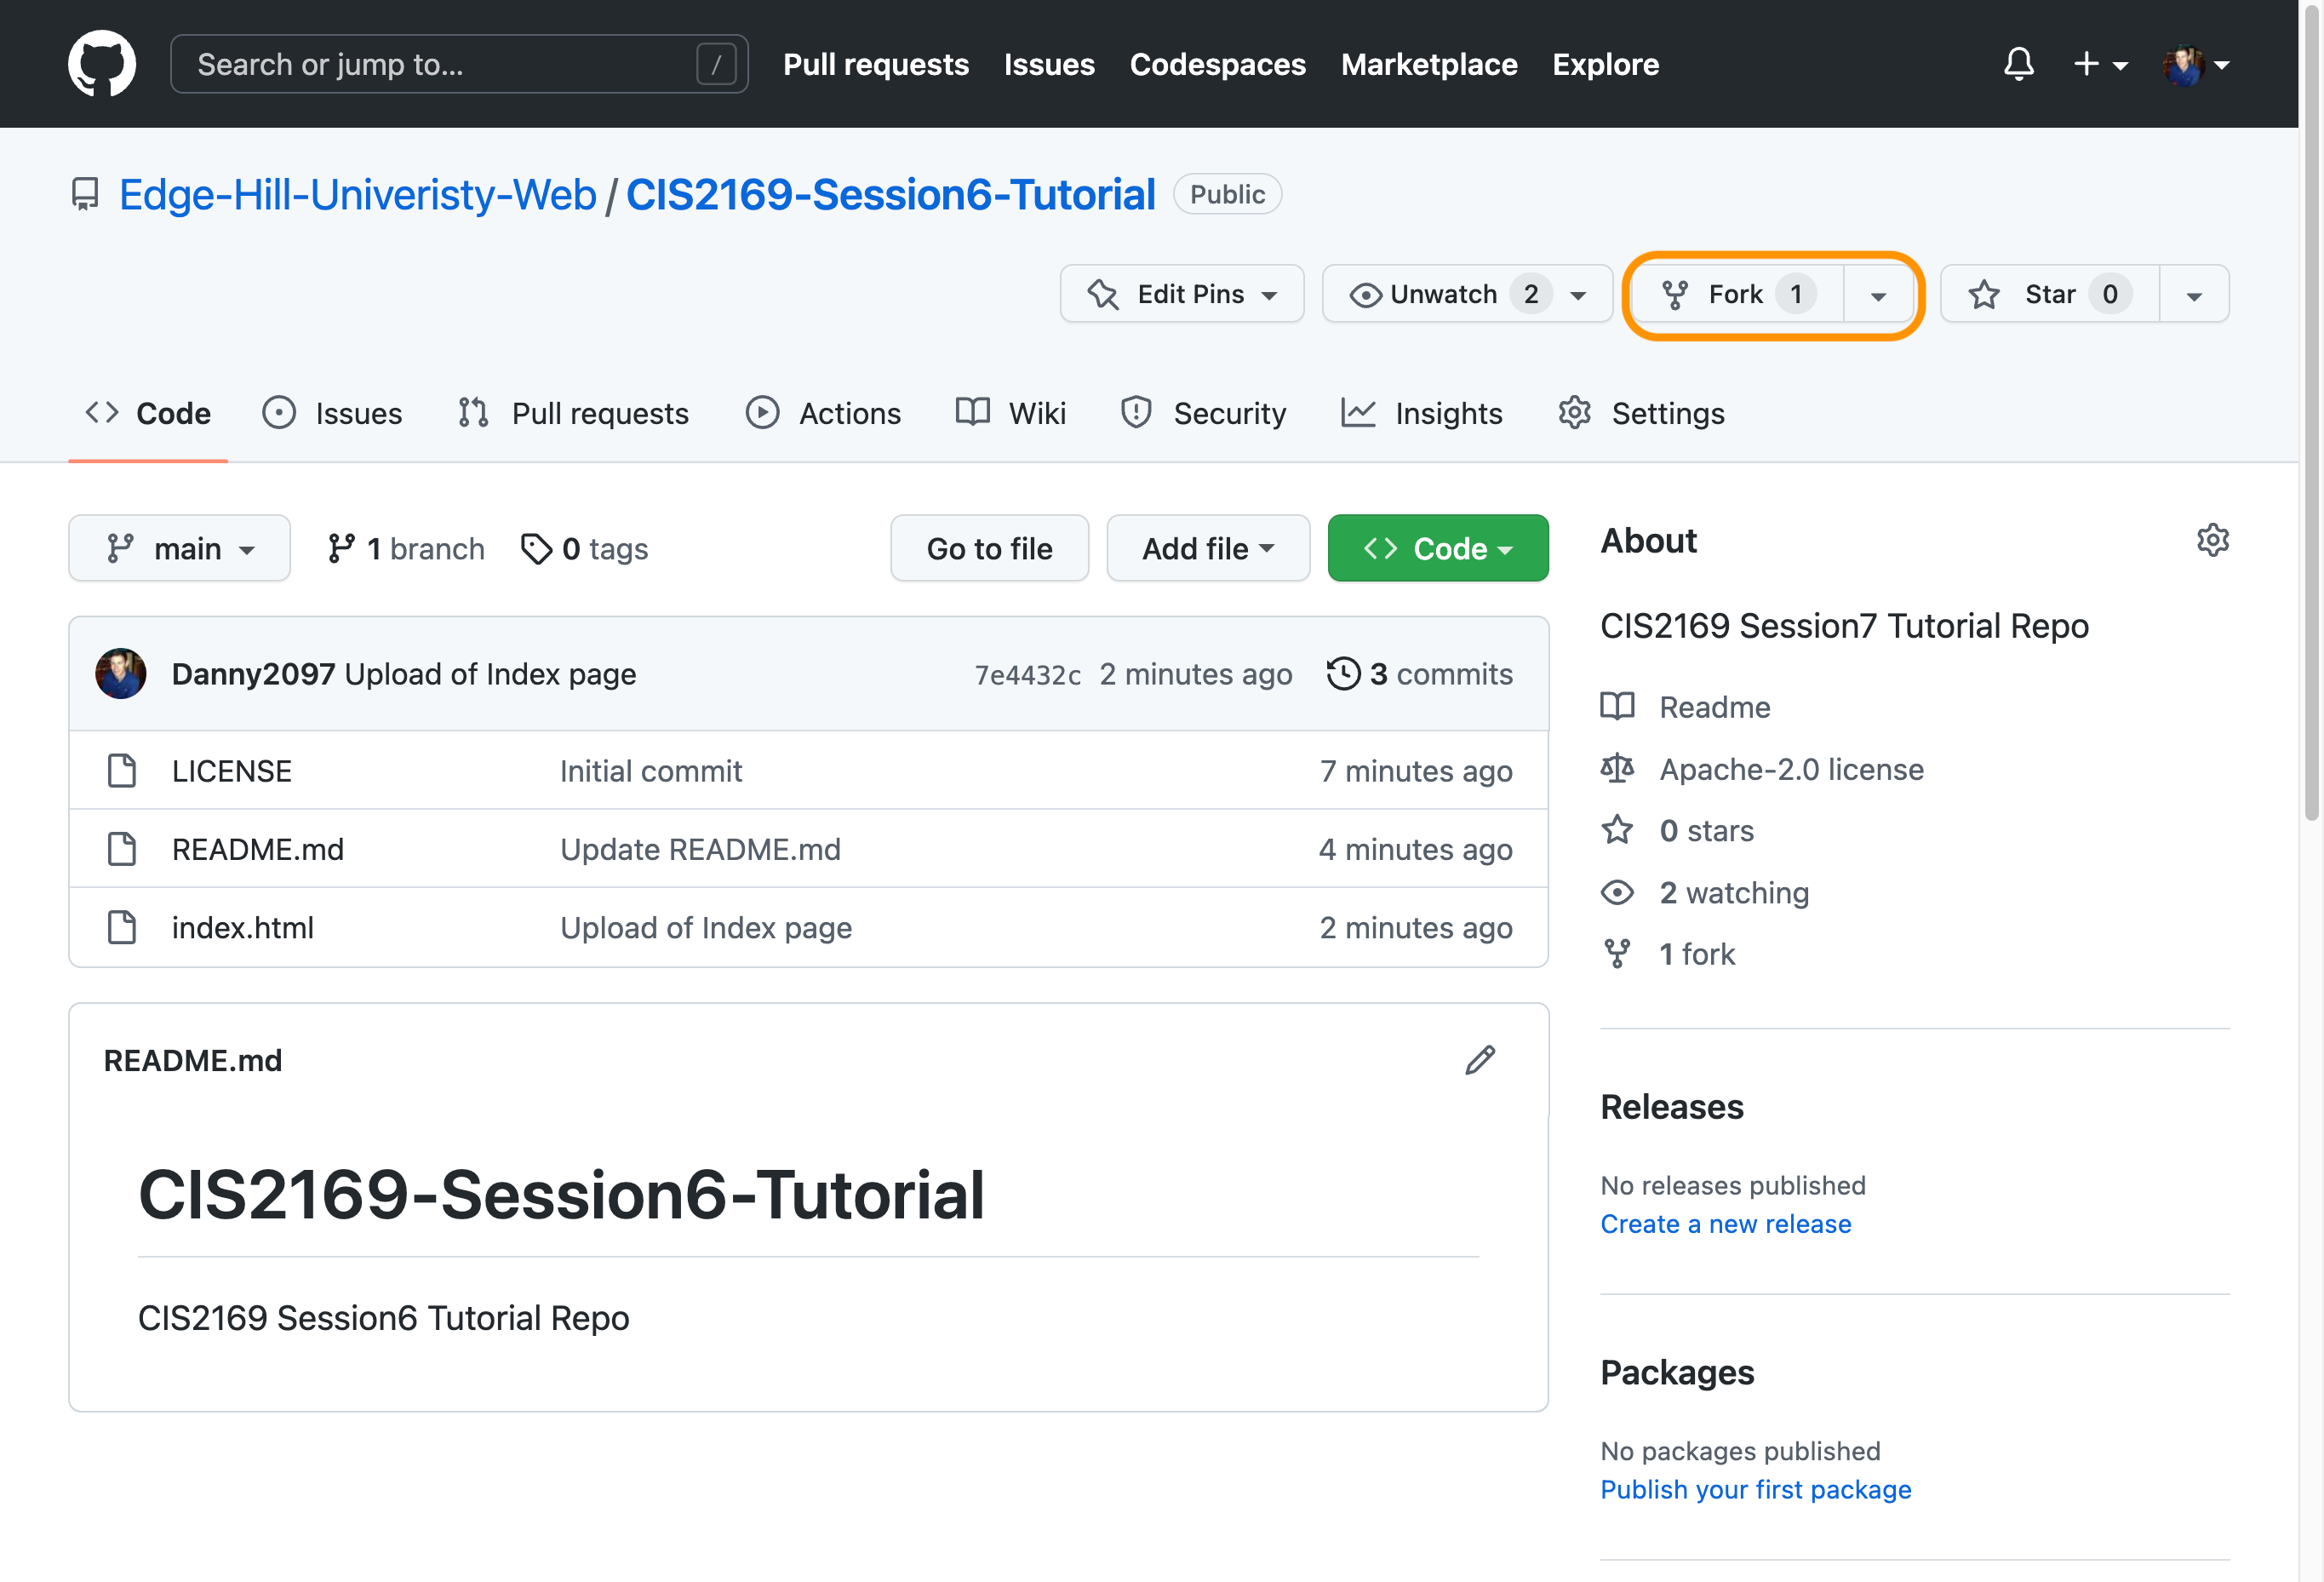 Search or jump to... /
Pull requests Issues Codespaces Marketplace Explore
Edge-Hill-Univeristy-Web / CIS2169-Session6-Tutorial Public
Edit Pins Unwatch 2 Fork 1 Star 0
Code Issues Pull requests Actions Wiki Security Insights Settings
main 1 branch 0 tags Go to file Add file Code
Danny2097 Upload of Index page 7e4432c 2 minutes ago 3 commits
LICENSE Initial commit 7 minutes ago
README.md Update README.md 4 minutes ago
index.html Upload of Index page 2 minutes ago
README.md
CIS2169-Session6-Tutorial
CIS2169 Session6 Tutorial Repo
About
CIS2169 Session7 Tutorial Repo
Readme
Apache-2.0 license
0 stars
2 watching
1 fork
Releases
No releases published
Create a new release
Packages
No packages published
Publish your first package